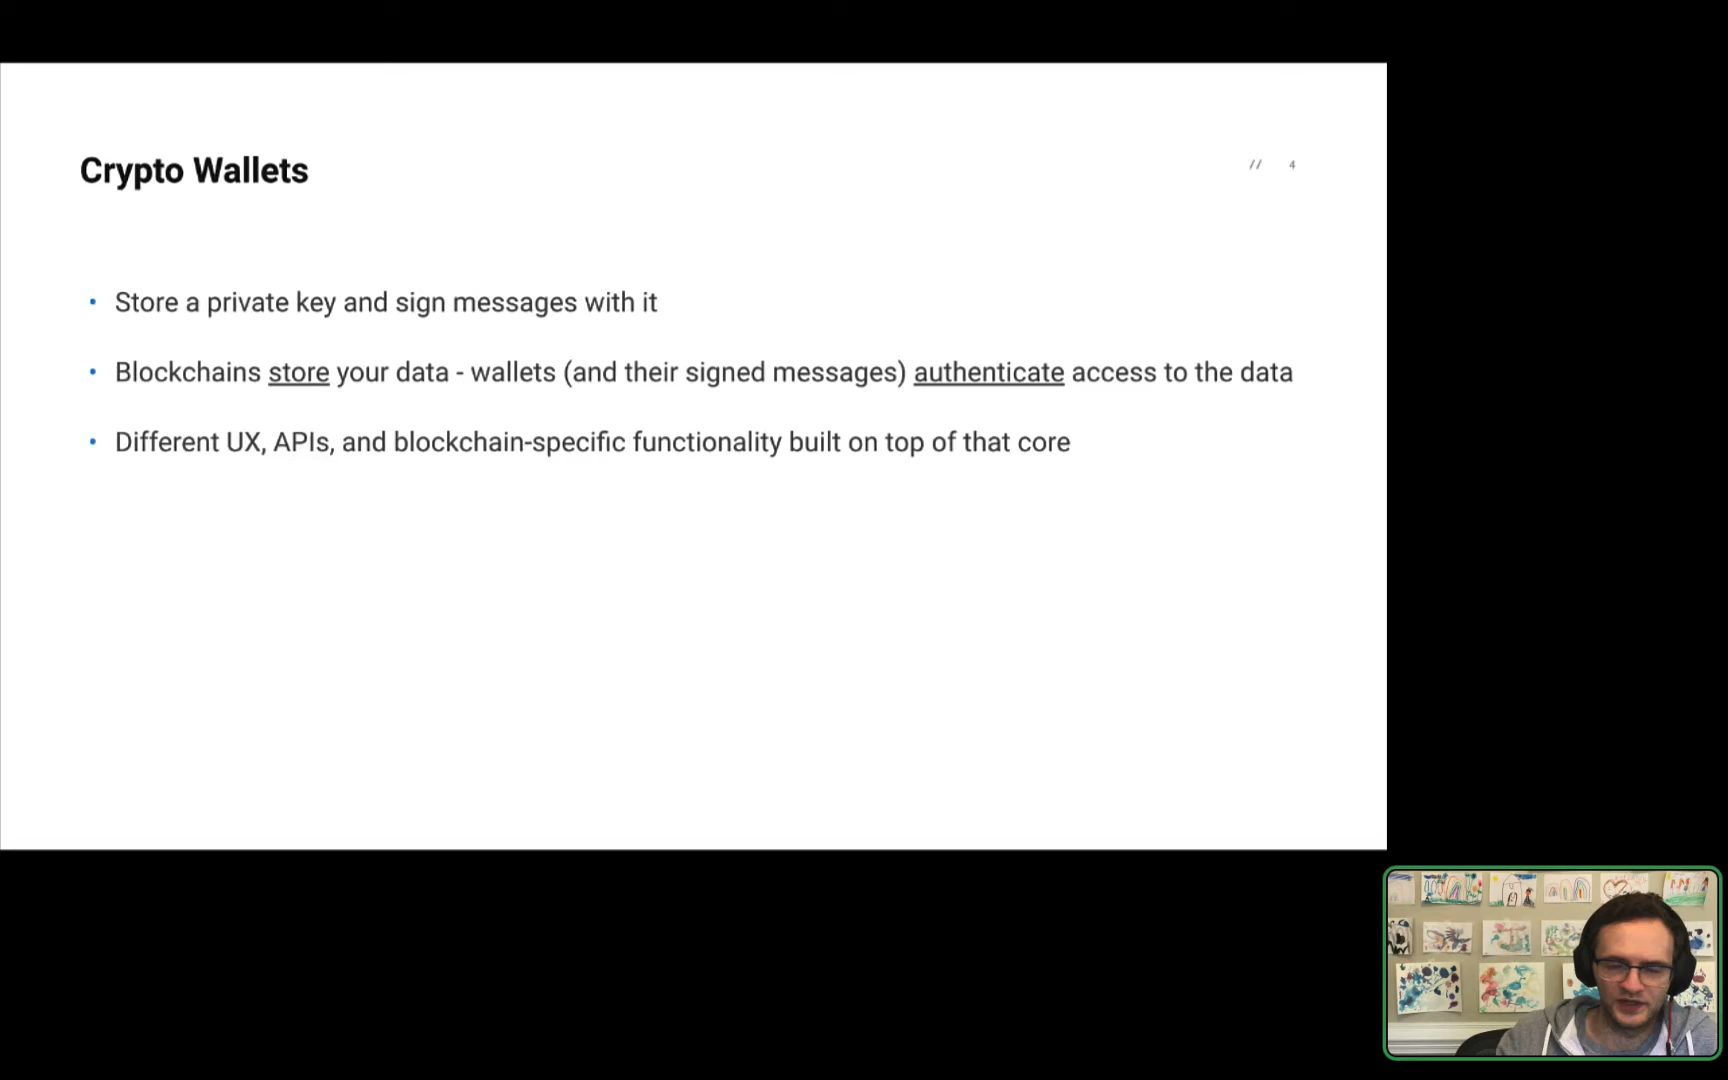 Crypto Wallets
// 4
• Store a private key and sign messages with it
• Blockchains store your data - wallets (and their signed messages) authenticate access to the data
• Different UX, APIs, and blockchain-specific functionality built on top of that core